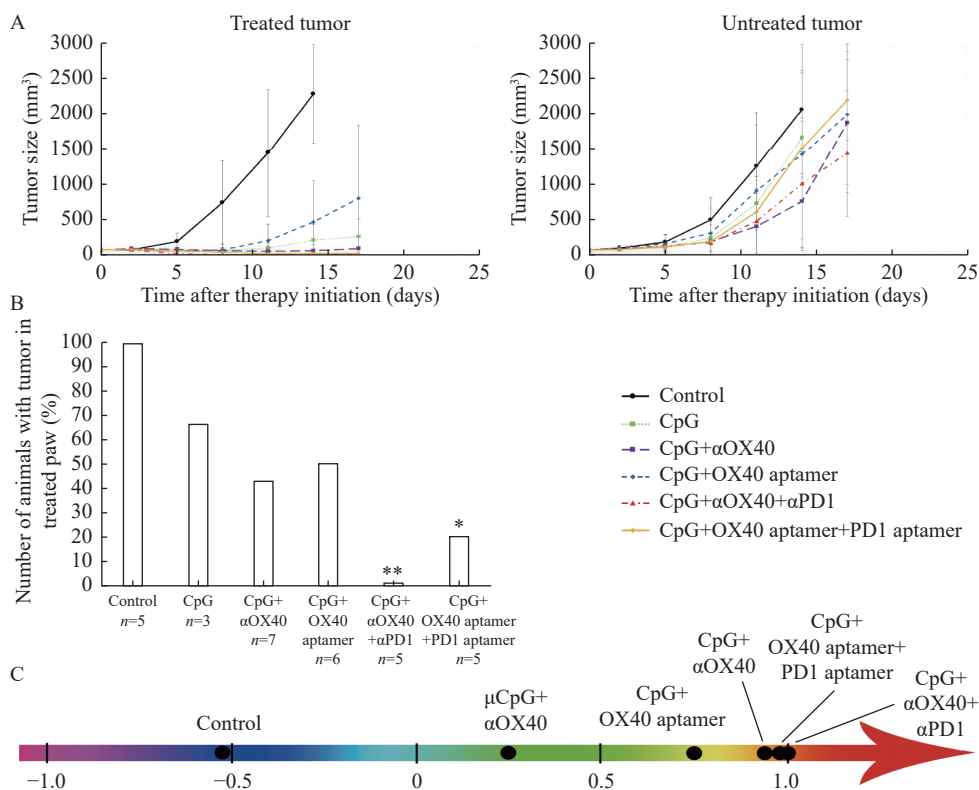 A
Treated tumor
Tumor size (mm³)
3000
2500
2000
1500
1000
500
0
0
5
10
15
20
25
Time after therapy initiation (days)
Untreated tumor
Tumor size (mm³)
3000
2500
2000
1500
1000
500
0
0
5
10
15
20
25
Time after therapy initiation (days)
B
Number of animals with tumor in
treated paw (%)
100
90
80
70
60
50
40
30
20
10
0
**
*
Control
n=5
CpG
n=3
CpG+
αOX40
n=7
CpG+
OX40
aptamer
n=6
CpG+
αOX40
+αPD1
n=5
CpG+
OX40 aptamer
+PD1 aptamer
n=5
Control
CpG
CpG+αOX40
CpG+OX40 aptamer
CpG+αOX40+αPD1
CpG+OX40 aptamer+PD1 aptamer
C
Control
μCpG+
αOX40
CpG+
OX40 aptamer
CpG+
αOX40
CpG+
OX40 aptamer+
PD1 aptamer
CpG+
αOX40+
αPD1
−1.0
−0.5
0
0.5
1.0